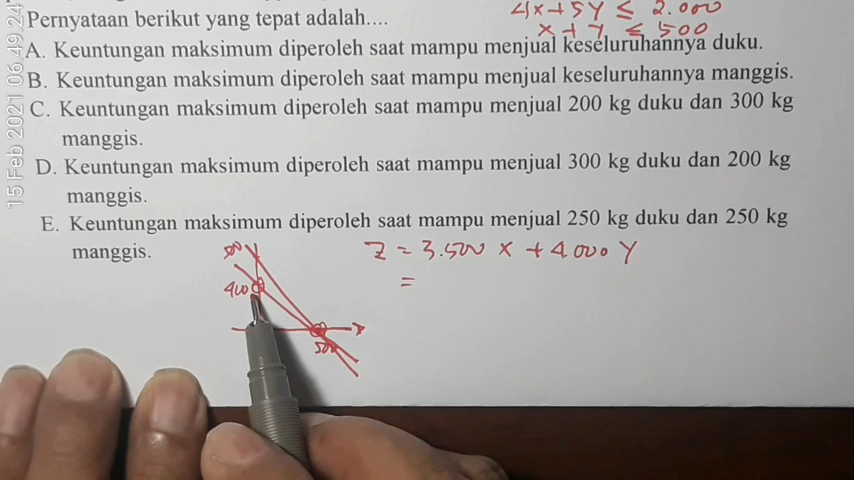 Pernyataan berikut yang tepat adalah....
4x + 5y ≤ 2.000
x + y ≤ 500
A. Keuntungan maksimum diperoleh saat mampu menjual keseluruhannya duku.
B. Keuntungan maksimum diperoleh saat mampu menjual keseluruhannya manggis.
C. Keuntungan maksimum diperoleh saat mampu menjual 200 kg duku dan 300 kg
manggis.
D. Keuntungan maksimum diperoleh saat mampu menjual 300 kg duku dan 200 kg
manggis.
E. Keuntungan maksimum diperoleh saat mampu menjual 250 kg duku dan 250 kg
manggis.
z = 3.500 x + 4000 y
=
500 y
400
x
500
15 Feb 2021 06.49.24